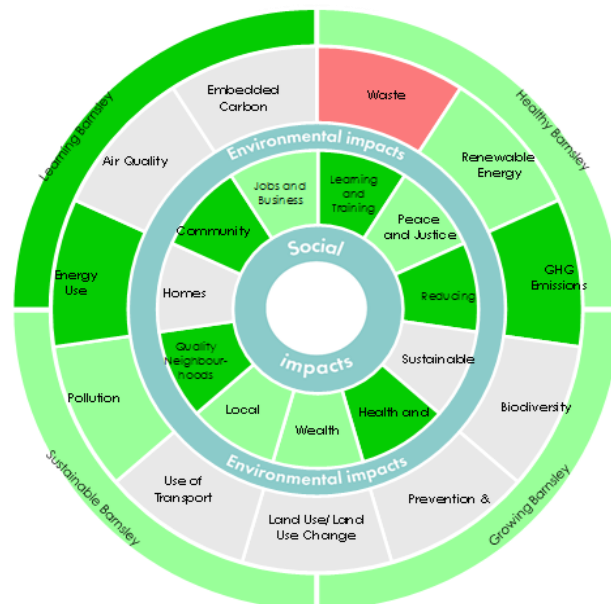 Learning Barnsley
Healthy Barnsley
Embedded
Carbon
Waste
Air Quality
Renewable
Energy
Environmental impacts
Jobs and
Business
Learning
and
Training
Community
Peace
and Justice
Social
Energy
Use
GHG
Emissions
Homes
Reducing
Quality
Neighbour-
hoods
Sustainable
impacts
Pollution
Biodiversity
Local
Health and
Wealth
Environmental impacts
Use of
Transport
Prevention &
Land Use/ Land
Use Change
Sustainable Barnsley
Growing Barnsley